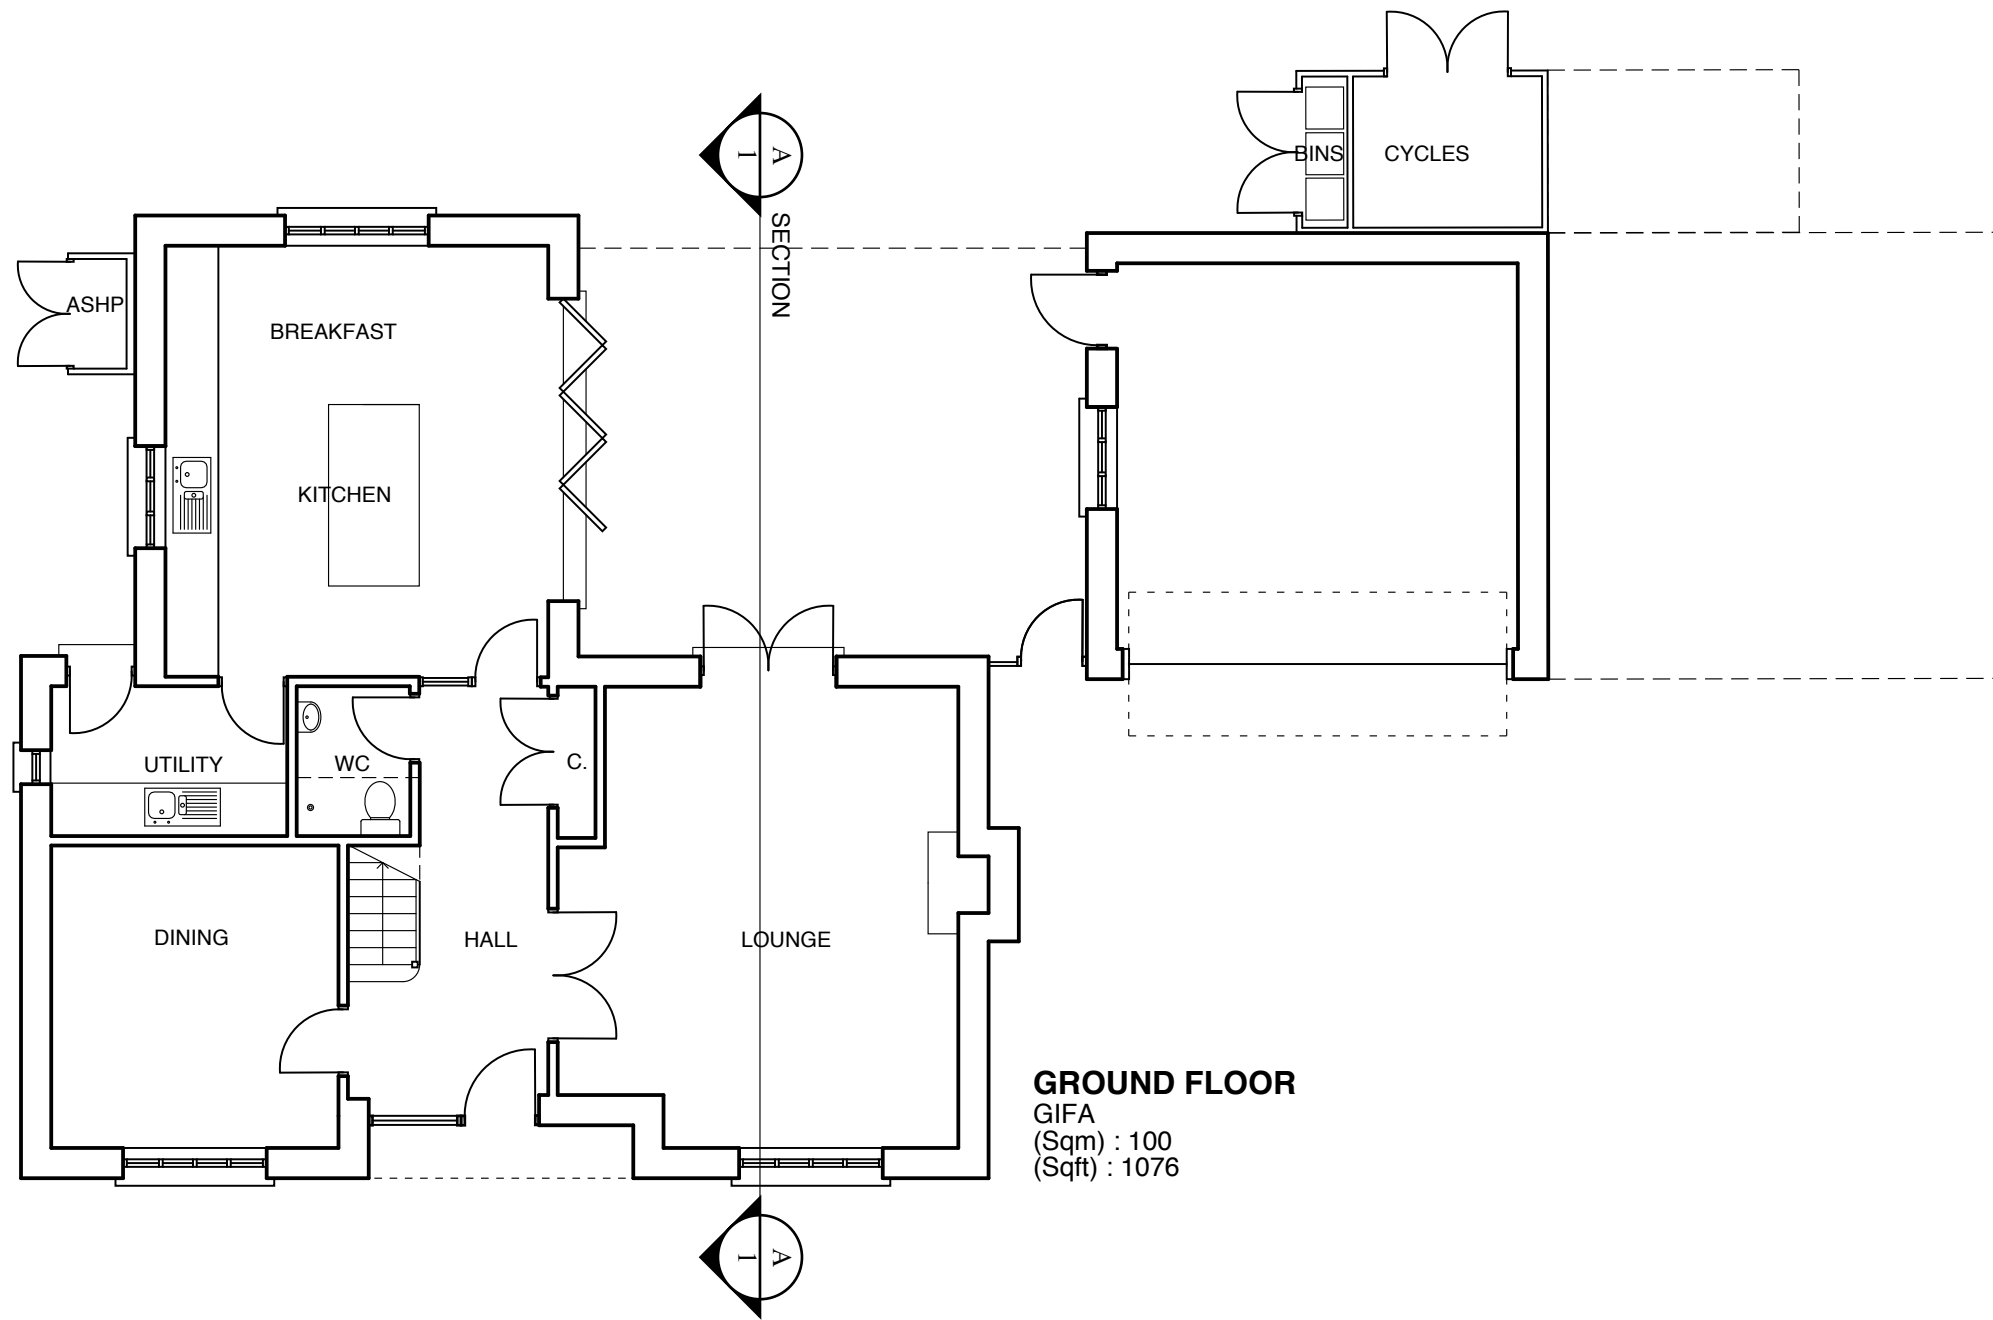 A
1
SECTION
BINS
CYCLES
ASHP
BREAKFAST
KITCHEN
UTILITY
WC
C.
DINING
HALL
LOUNGE
GROUND FLOOR
GIFA
(Sqm) : 100
(Sqft) : 1076
A
1